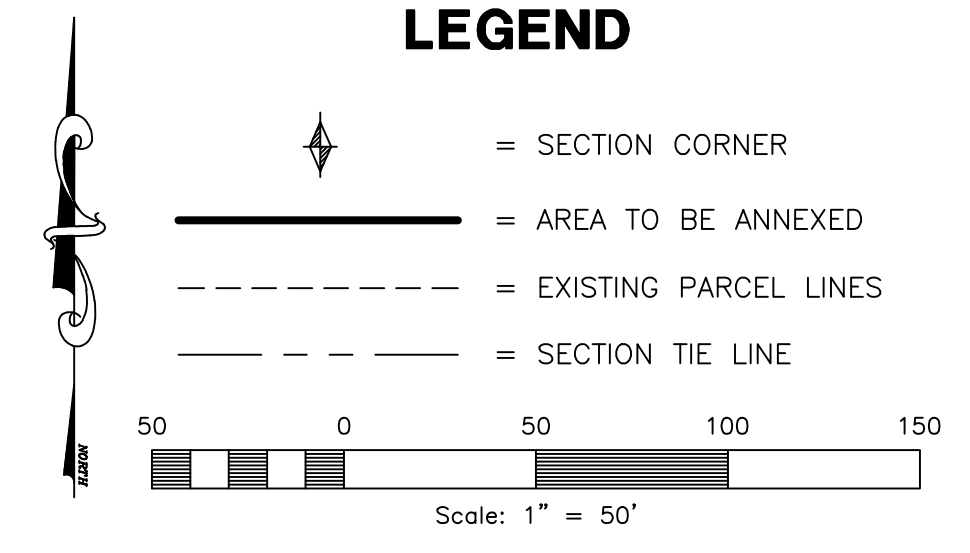 LEGEND
= SECTION CORNER
= AREA TO BE ANNEXED
= EXISTING PARCEL LINES
= SECTION TIE LINE
50 0 50 100 150
NORTH
Scale: 1” = 50’